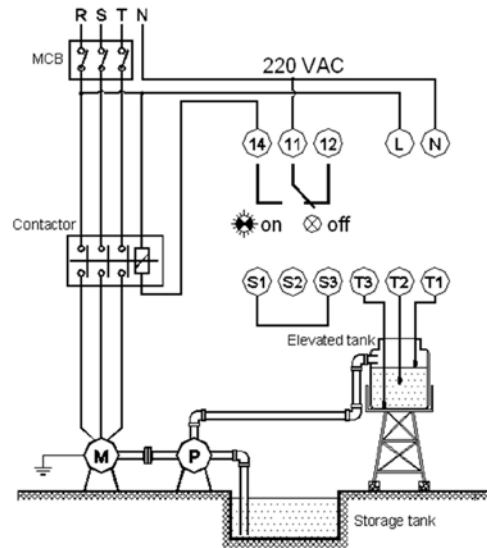 R S T N
MCB
220 VAC
14 11 12 L N
on off
Contactor
S1 S2 S3 T3 T2 T1
Elevated tank
M P
Storage tank